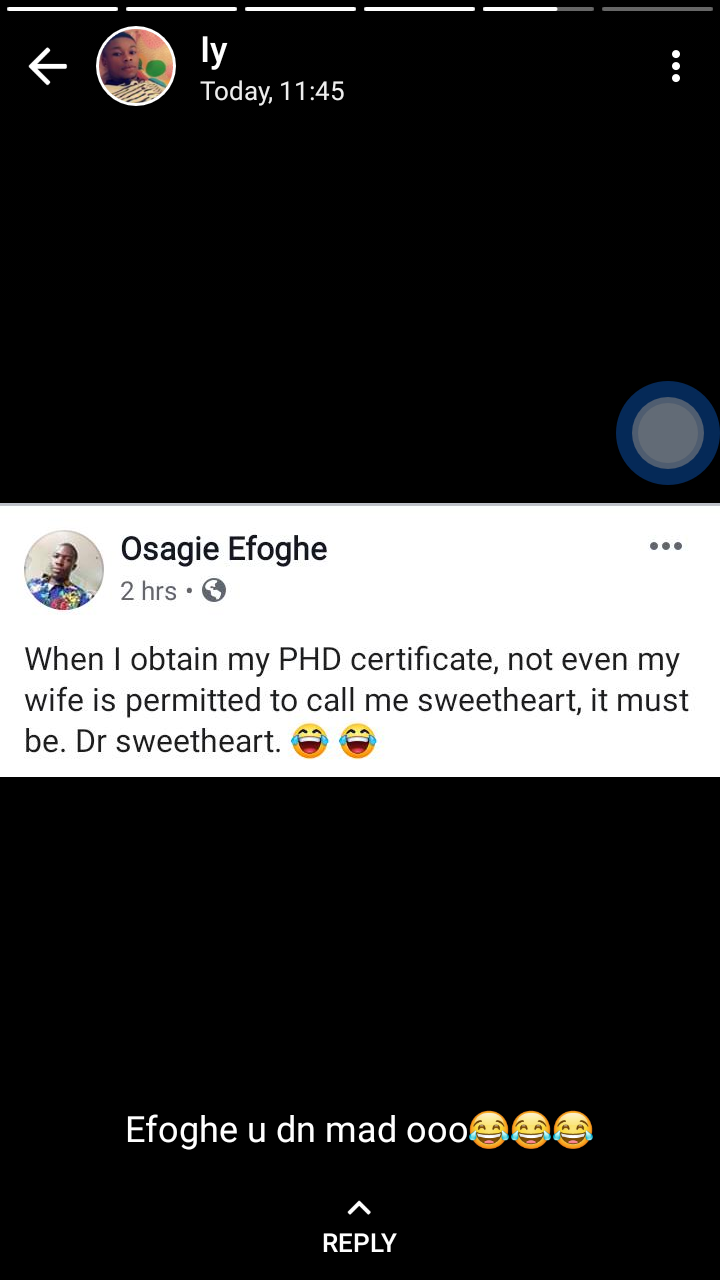 ly
Today, 11:45
Osagie Efoghe
2 hrs •
When I obtain my PHD certificate, not even my
wife is permitted to call me sweetheart, it must
be. Dr sweetheart. 😂 😂
Efoghe u dn mad ooo😂😂😂
REPLY